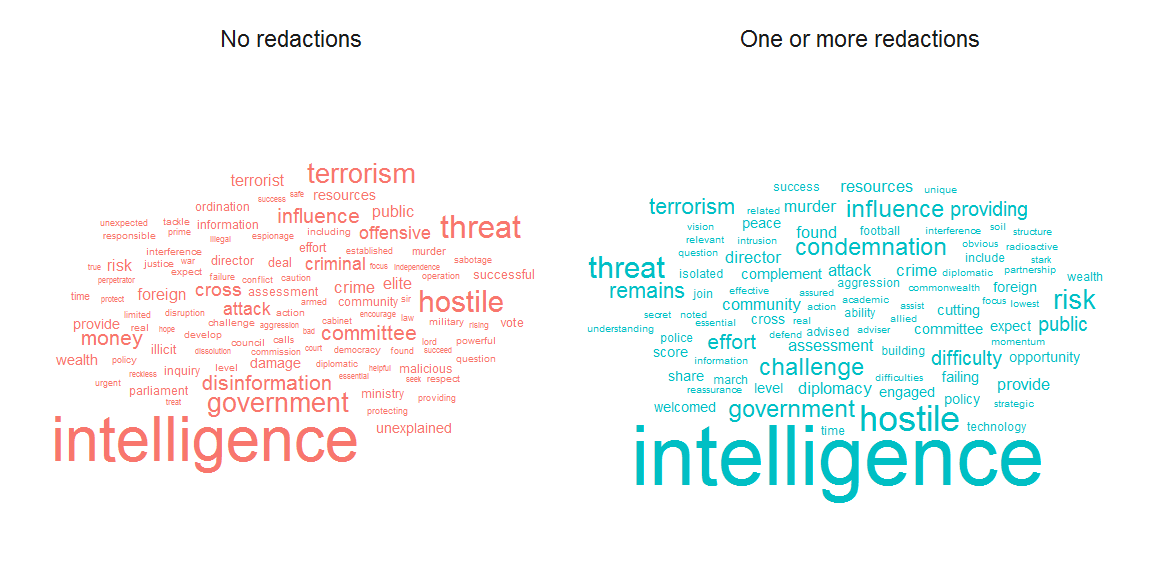 No redactions
One or more redactions
terrorism
terrorist
safe
success
resources
ordination
influence
public
unexpected
tackle
information
threat
prime
espionage
including
offensive
responsible
illegal
effort
established
murder
interference
director
deal
criminal
focus
independence
sabotage
true
risk
justice
war
expect
failure
conflict
caution
operation
successful
perpetrator
crime
elite
time
protect
foreign
cross
assessment
armed
community
sir
hostile
limited
disruption
attack
action
encourage
law
provide
real
hope
challenge
aggression
bad
cabinet
military
rising
vote
money
develop
council
calls
committee
lord
powerful
illicit
dissolution
commission
court
democracy
found
succeed
wealth
policy
inquiry
level
damage
diplomatic
helpful
malicious
question
reckless
urgent
disinformation
essential
seek
respect
parliament
treat
government
ministry
providing
protecting
intelligence
unexplained
success
resources
unique
terrorism
related
murder
influence
providing
vision
peace
found
football
interference
soil
structure
relevant
intrusion
condemnation
obvious
radioactive
question
director
include
stark
threat
isolated
complement
attack
crime
diplomatic
partnership
wealth
remains
join
effective
assured
aggression
commonwealth
foreign
focus
lowest
risk
secret
noted
community
academic
action
ability
assist
cutting
understanding
essential
cross
real
defend
advised
adviser
committee
expect
public
police
effort
assessment
building
momentum
score
information
challenge
difficulty
opportunity
share
march
reassurance
level
diplomacy
difficulties
engaged
failing
provide
welcomed
government
hostile
policy
strategic
time
technology
intelligence